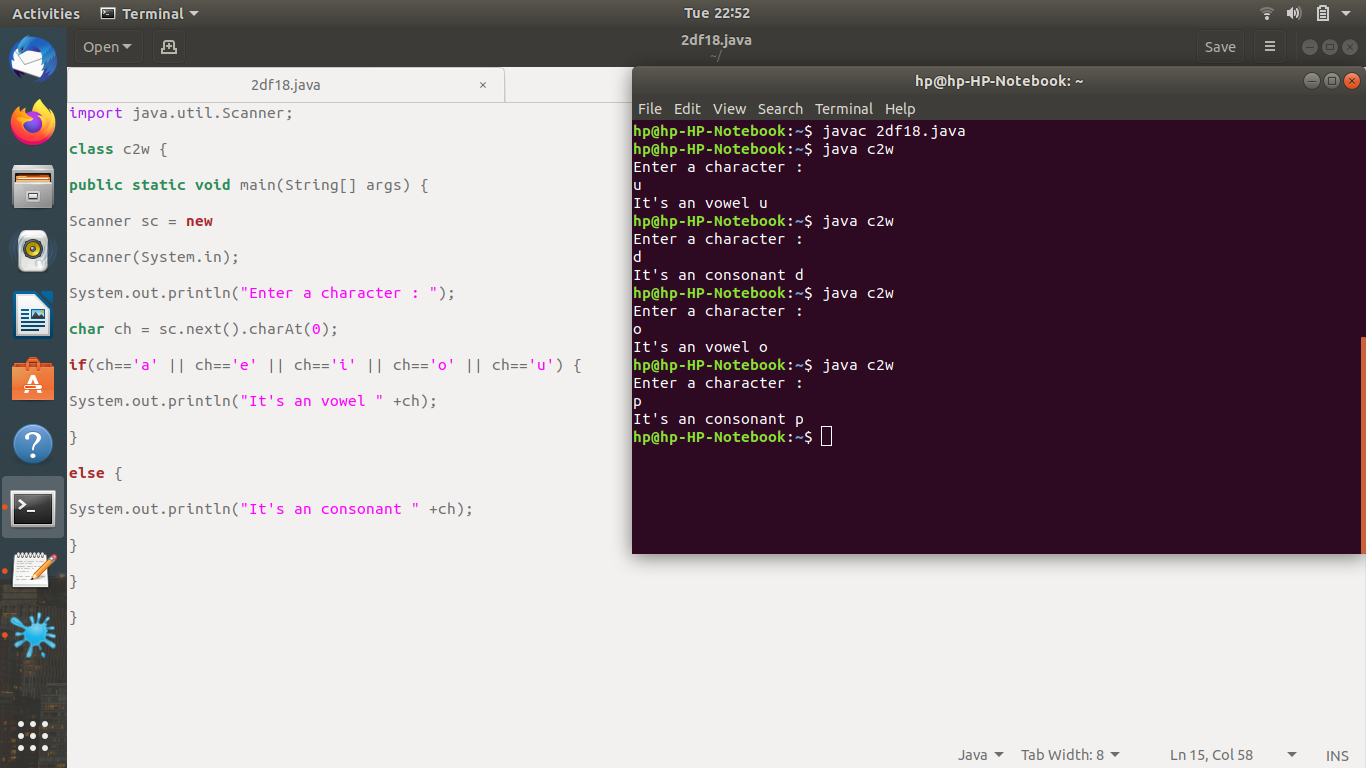 Activities Terminal Tue 22:52
Open 2df18.java ~/ Save
2df18.java ×
import java.util.Scanner;
class c2w {
public static void main(String[] args) {
Scanner sc = new
Scanner(System.in);
System.out.println("Enter a character : ");
char ch = sc.next().charAt(0);
if(ch=='a' || ch=='e' || ch=='i' || ch=='o' || ch=='u') {
System.out.println("It's an vowel " +ch);
}
else {
System.out.println("It's an consonant " +ch);
}
}
}
hp@hp-HP-Notebook: ~
File Edit View Search Terminal Help
hp@hp-HP-Notebook:~$ javac 2df18.java
hp@hp-HP-Notebook:~$ java c2w
Enter a character :
u
It's an vowel u
hp@hp-HP-Notebook:~$ java c2w
Enter a character :
d
It's an consonant d
hp@hp-HP-Notebook:~$ java c2w
Enter a character :
o
It's an vowel o
hp@hp-HP-Notebook:~$ java c2w
Enter a character :
p
It's an consonant p
hp@hp-HP-Notebook:~$
Java Tab Width: 8 Ln 15, Col 58 INS